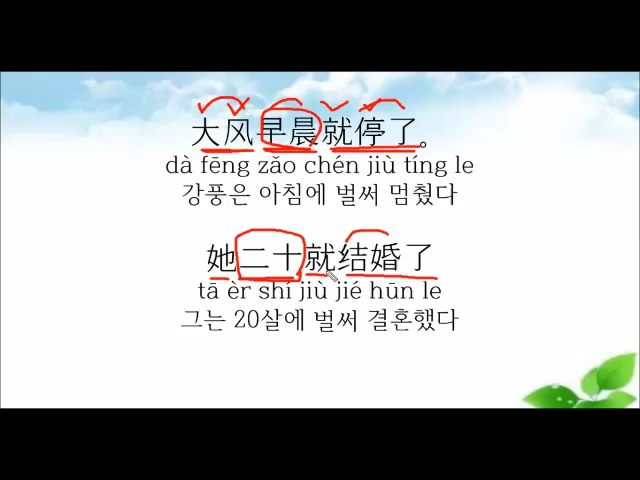 大风早晨就停了。
dà fēng zǎo chén jiù tíng le
강풍은 아침에 벌써 멈췄다
她二十就结婚了
tā èr shí jiù jié hūn le
그는 20살에 벌써 결혼했다